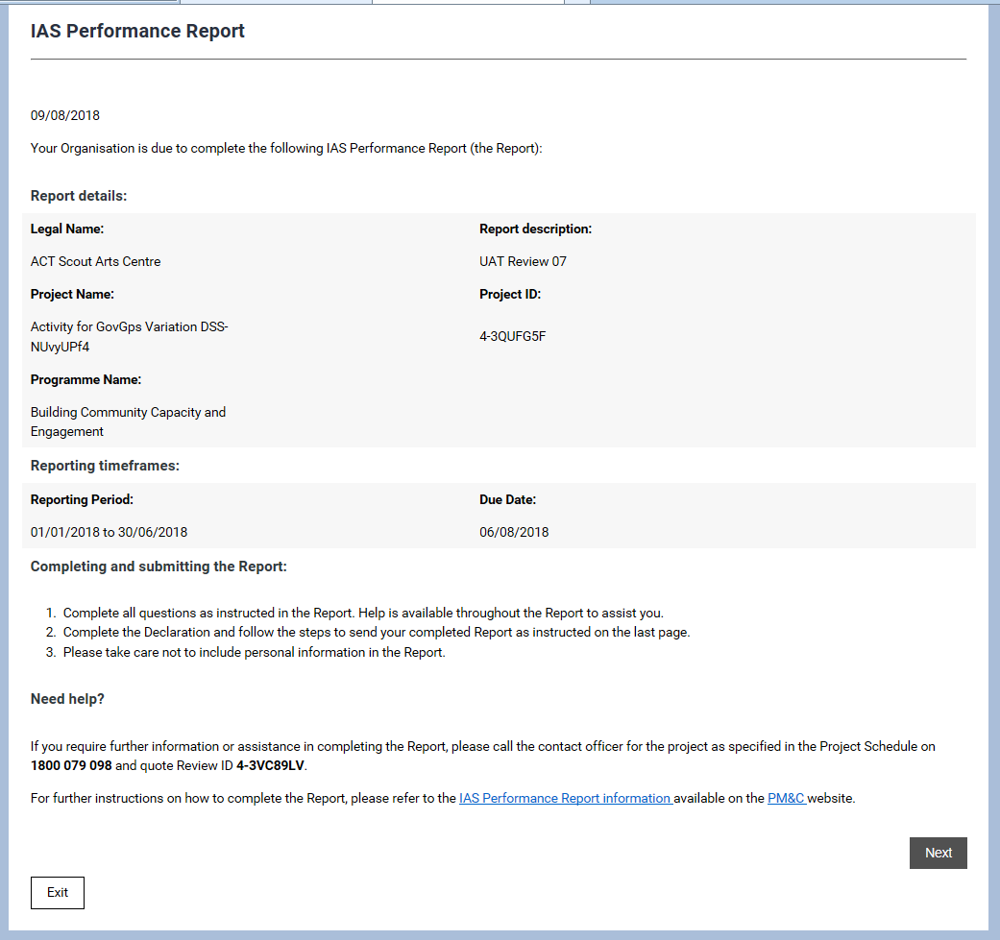 IAS Performance Report
09/08/2018
Your Organisation is due to complete the following IAS Performance Report (the Report):
Report details:
Legal Name:
Report description:
ACT Scout Arts Centre
UAT Review 07
Project Name:
Project ID:
Activity for GovGps Variation DSS-
NUvyUPf4
4-3QUFG5F
Programme Name:
Building Community Capacity and
Engagement
Reporting timeframes:
Reporting Period:
Due Date:
01/01/2018 to 30/06/2018
06/08/2018
Completing and submitting the Report:
1. Complete all questions as instructed in the Report. Help is available throughout the Report to assist you.
2. Complete the Declaration and follow the steps to send your completed Report as instructed on the last page.
3. Please take care not to include personal information in the Report.
Need help?
If you require further information or assistance in completing the Report, please call the contact officer for the project as specified in the Project Schedule on
1800 079 098 and quote Review ID 4-3VC89LV.
For further instructions on how to complete the Report, please refer to the IAS Performance Report information available on the PM&C website.
Next
Exit